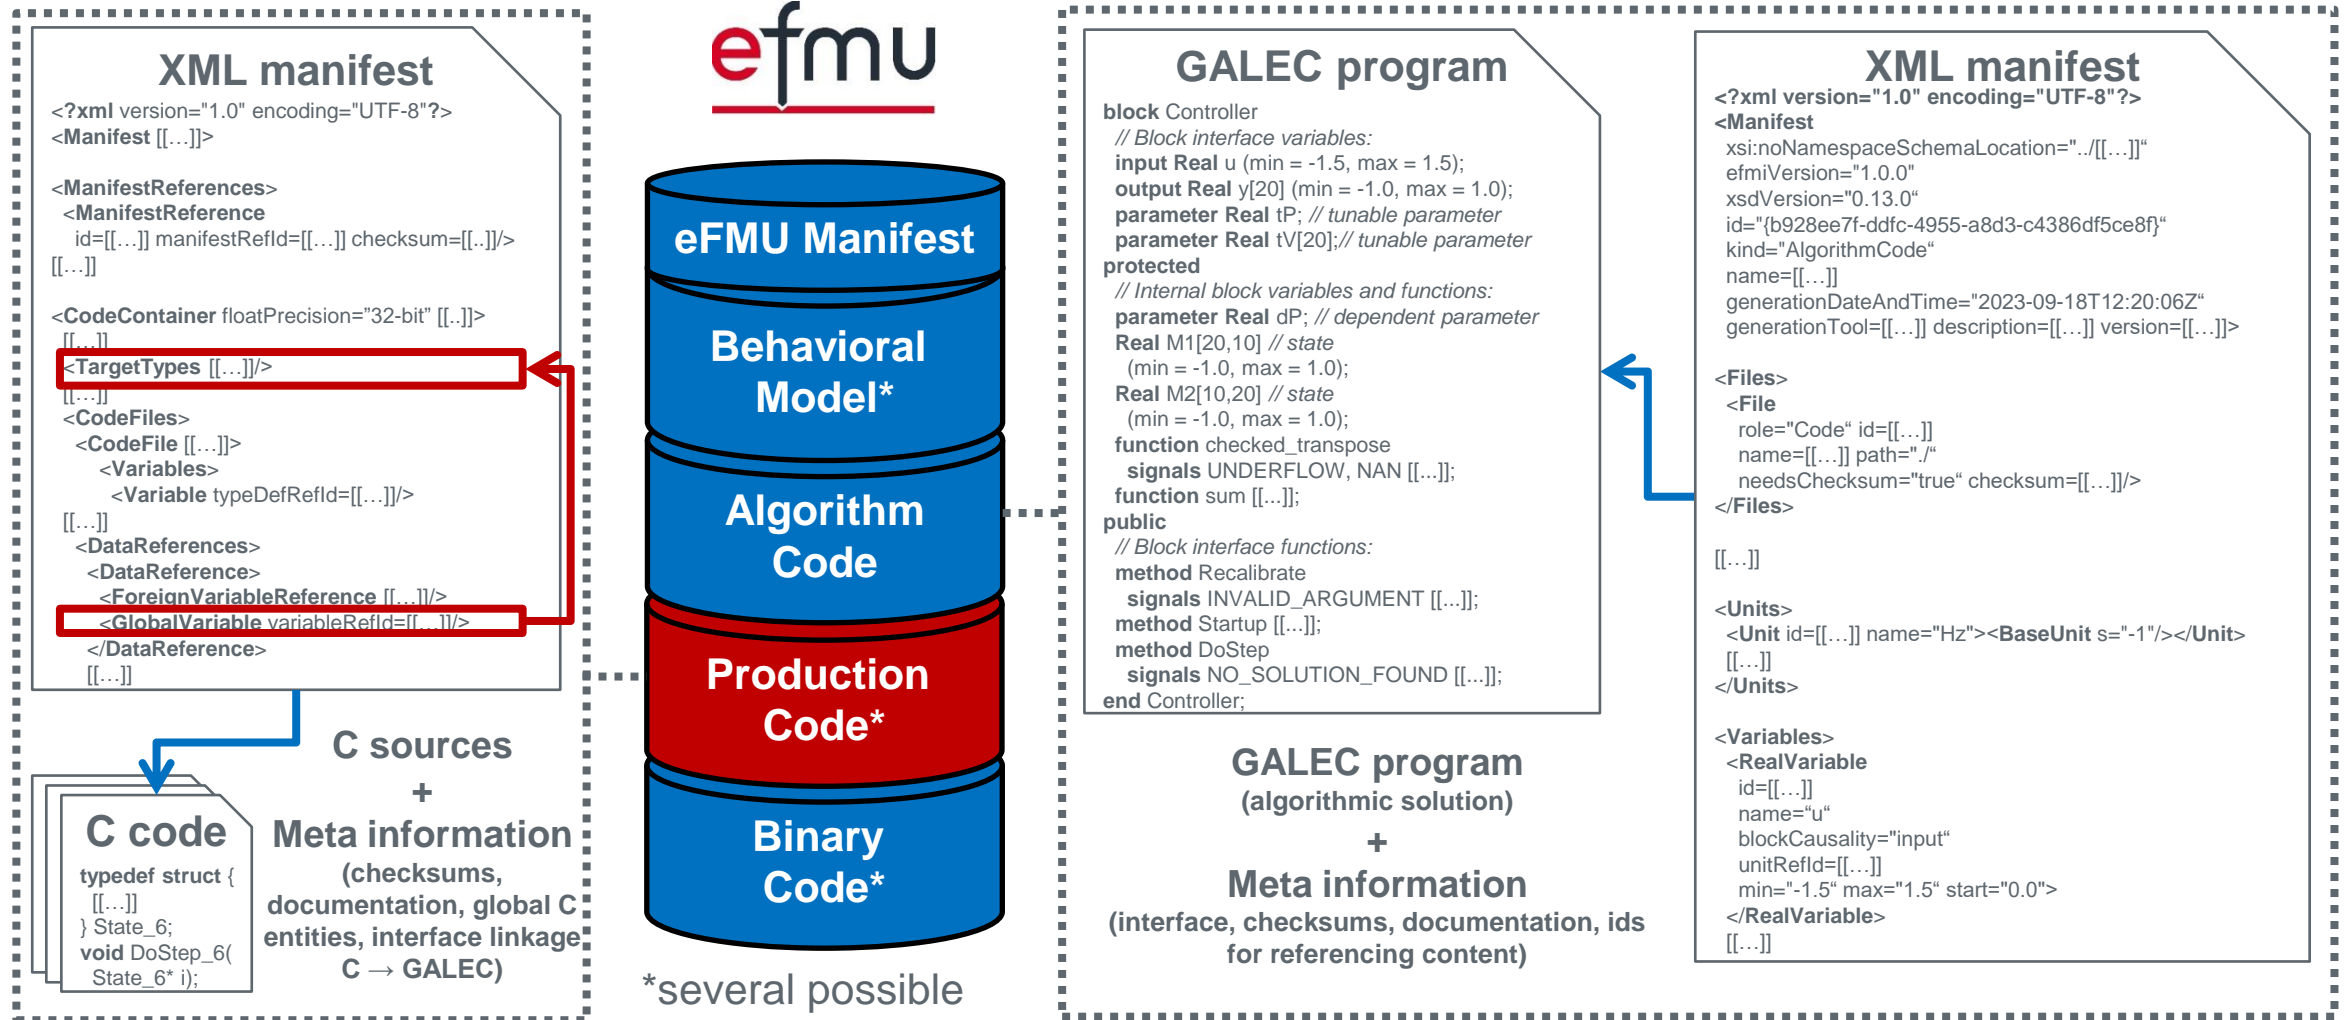 XML manifest
<?xml version="1.0" encoding="UTF-8"?>
<Manifest [[…]]>
<ManifestReferences>
<ManifestReference
id=[[…]] manifestRefId=[[…]] checksum=[[..]]/>
[[…]]
<CodeContainer floatPrecision=”32-bit” [[..]]>
[[…]]
<TargetTypes [[…]]/>
[[…]]
<CodeFiles>
<CodeFile [[…]]>
<Variables>
<Variable typeDefRefId=[[…]]/>
[[…]]
<DataReferences>
<DataReference>
<ForeignVariableReference [[…]]/>
<GlobalVariable variableRefId=[[…]]/>
</DataReference>
[[…]]
C code
typedef struct {
[[…]]
} State_6;
void DoStep_6(
State_6* i);
C sources
+
Meta information
(checksums,
documentation, global C
entities, interface linkage
C → GALEC)
efmu
eFMU Manifest
Behavioral
Model*
Algorithm
Code
Production
Code*
Binary
Code*
*several possible
GALEC program
block Controller
// Block interface variables:
input Real u (min = -1.5, max = 1.5);
output Real y[20] (min = -1.0, max = 1.0);
parameter Real tP; // tunable parameter
parameter Real tV[20];// tunable parameter
protected
// Internal block variables and functions:
parameter Real dP; // dependent parameter
Real M1[20,10] // state
(min = -1.0, max = 1.0);
Real M2[10,20] // state
(min = -1.0, max = 1.0);
function checked_transpose
signals UNDERFLOW, NAN [[...]];
function sum [[...]];
public
// Block interface functions:
method Recalibrate
signals INVALID_ARGUMENT [[...]];
method Startup [[...]];
method DoStep
signals NO_SOLUTION_FOUND [[...]];
end Controller;
GALEC program
(algorithmic solution)
+
Meta information
(interface, checksums, documentation, ids
for referencing content)
XML manifest
<?xml version="1.0" encoding="UTF-8"?>
<Manifest
xsi:noNamespaceSchemaLocation="../[[…]]“
efmiVersion="1.0.0"
xsdVersion="0.13.0“
id="{b928ee7f-ddfc-4955-a8d3-c4386df5ce8f}“
kind="AlgorithmCode“
name=[[…]]
generationDateAndTime="2023-09-18T12:20:06Z“
generationTool=[[…]] description=[[…]] version=[[…]]>
<Files>
<File
role="Code“ id=[[…]]
name=[[…]] path="./“
needsChecksum="true“ checksum=[[…]]/>
</Files>
[[…]]
<Units>
<Unit id=[[…]] name="Hz"><BaseUnit s="-1"/></Unit>
[[…]]
</Units>
<Variables>
<RealVariable
id=[[…]]
name=“u“
blockCausality="input“
unitRefId=[[…]]
min="-1.5“ max="1.5“ start="0.0">
</RealVariable>
[[…]]